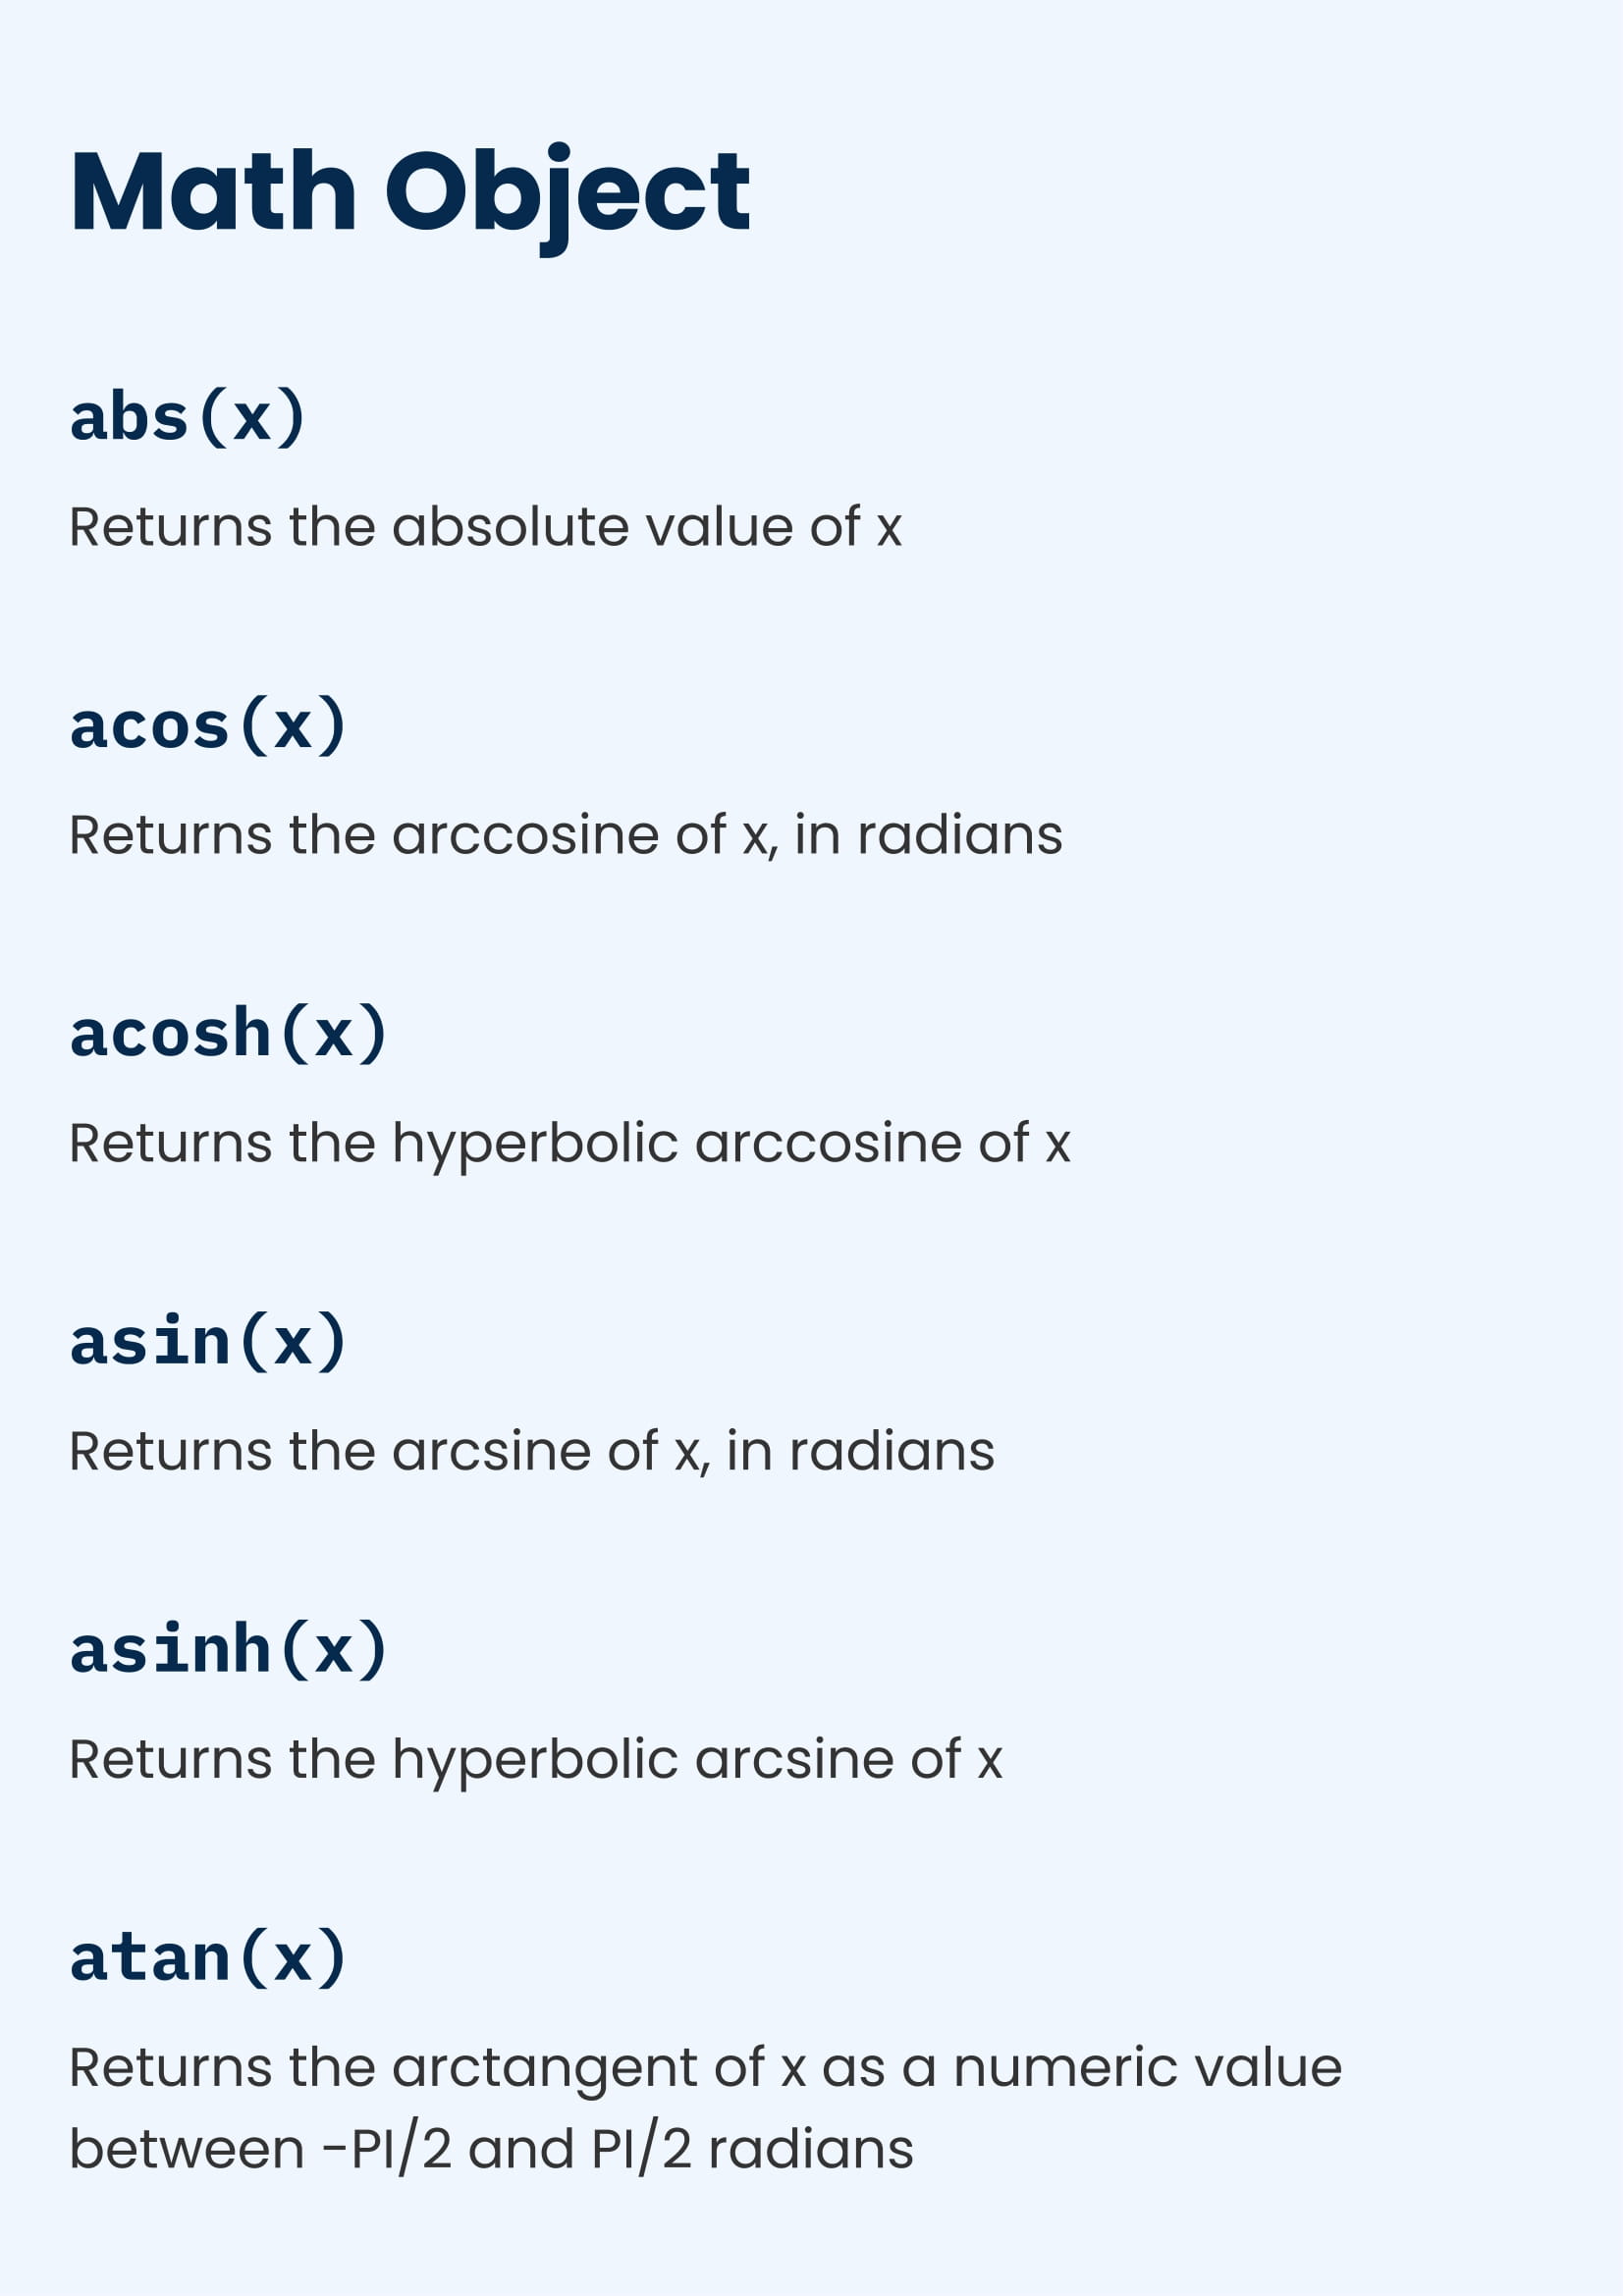 Math Object
abs(x)
Returns the absolute value of x
acos(x)
Returns the arccosine of x, in radians
acosh(x)
Returns the hyperbolic arccosine of x
asin(x)
Returns the arcsine of x, in radians
asinh(x)
Returns the hyperbolic arcsine of x
atan(x)
Returns the arctangent of x as a numeric value
between -PI/2 and PI/2 radians